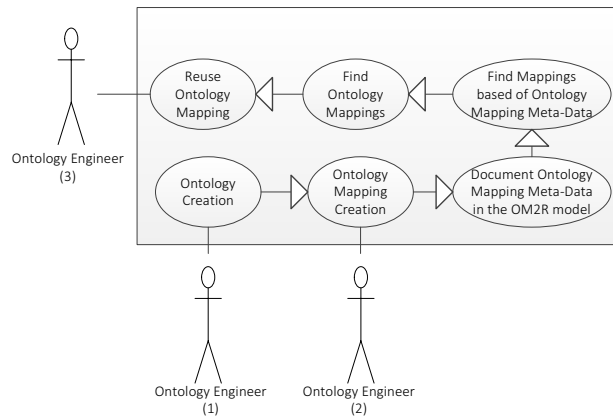 Reuse
Ontology
Mapping
Find
Ontology
Mappings
Find Mappings
based of Ontology
Mapping Meta-Data
Ontology Engineer
(3)
Ontology
Creation
Ontology
Mapping
Creation
Document Ontology
Mapping Meta-Data
in the OM2R model
Ontology Engineer
(1)
Ontology Engineer
(2)